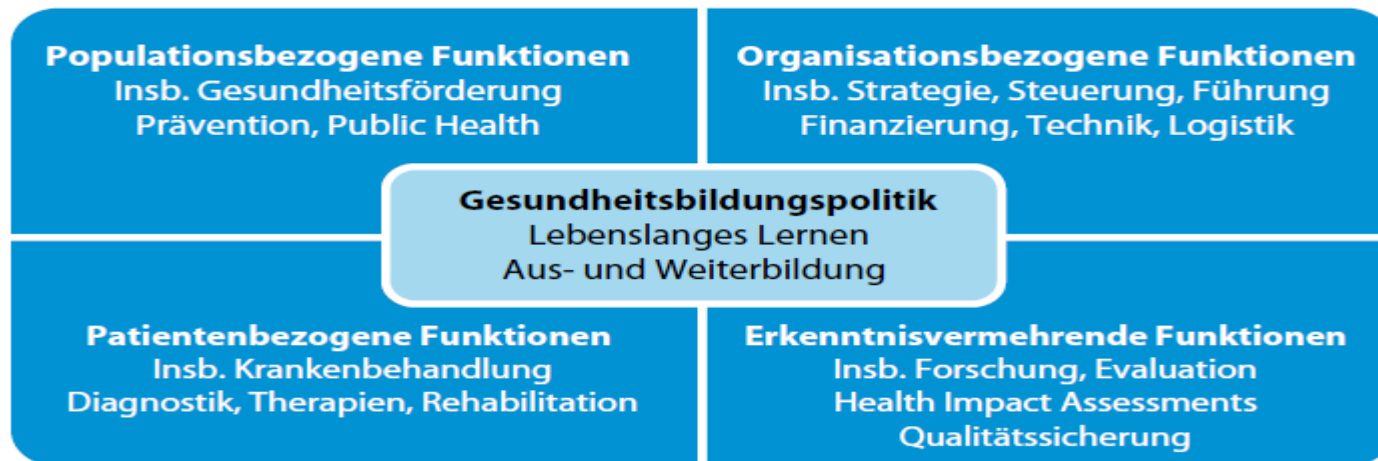 Populationsbezogene Funktionen
Insb. Gesundheitsförderung
Prävention, Public Health
Organisationsbezogene Funktionen
Insb. Strategie, Steuerung, Führung
Finanzierung, Technik, Logistik
Gesundheitsbildungspolitik
Lebenslanges Lernen
Aus- und Weiterbildung
Patientenbezogene Funktionen
Insb. Krankenbehandlung
Diagnostik, Therapien, Rehabilitation
Erkenntnisvermehrende Funktionen
Insb. Forschung, Evaluation
Health Impact Assessments
Qualitätssicherung